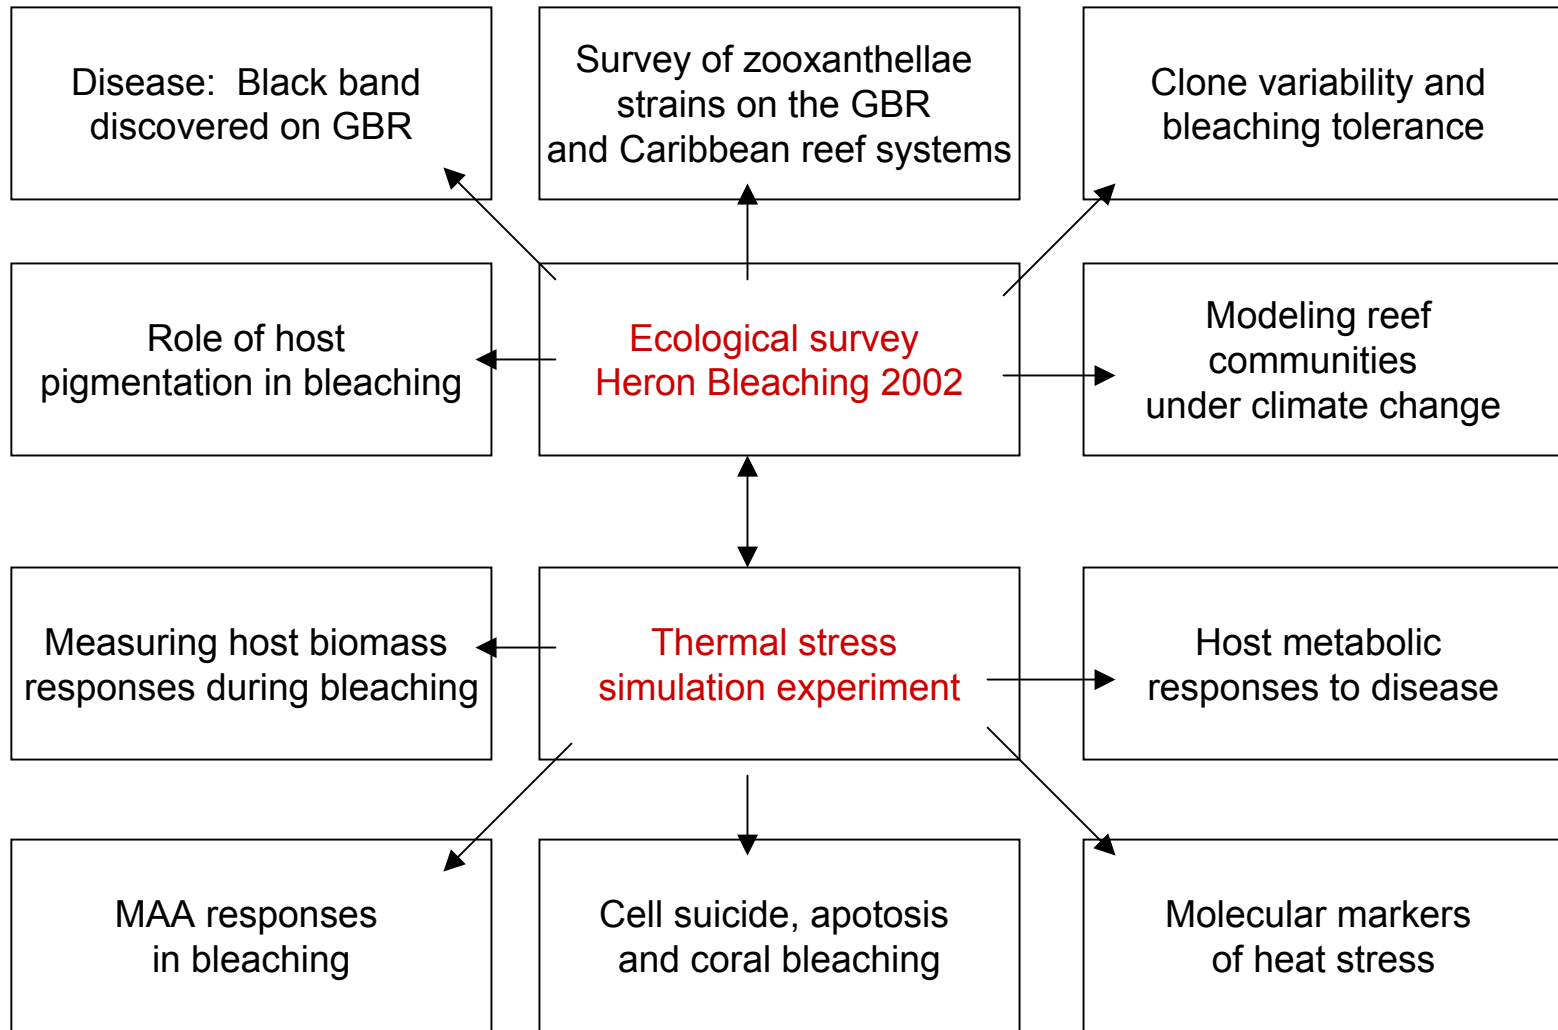 Disease:  Black band
discovered on GBR
Survey of zooxanthellae
strains on the GBR
and Caribbean reef systems
Clone variability and
bleaching tolerance
Role of host
pigmentation in bleaching
Ecological survey
Heron Bleaching 2002
Modeling reef
communities
under climate change
Measuring host biomass
responses during bleaching
Thermal stress
simulation experiment
Host metabolic
responses to disease
MAA responses
in bleaching
Cell suicide, apotosis
and coral bleaching
Molecular markers
of heat stress